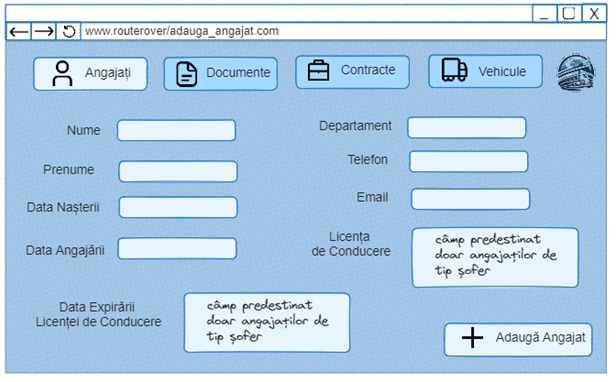 www.routerover/adauga_angajat.com
Angajați
Documente
Contracte
Vehicule
Nume
Prenume
Data Nașterii
Data Angajării
Departament
Telefon
Email
Licența
de Conducere
câmp predestinat
doar angajaților de
tip șofer
Data Expirării
Licenței de Conducere
câmp predestinat
doar angajaților de
tip șofer
Adaugă Angajat